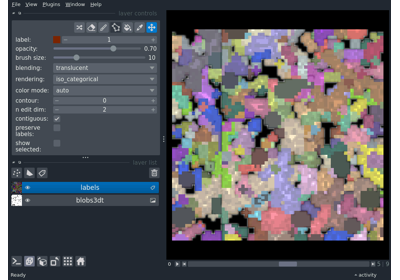 File View Plugins Window Help
layer controls
label: 1
opacity: 0.70
brush size: 10
blending: translucent
rendering: iso_categorical
color mode: auto
contour: 0
n edit dim: 2
contiguous:
preserve
labels:
show
selected:
layer list
labels
blobs3dt
Ready
activity